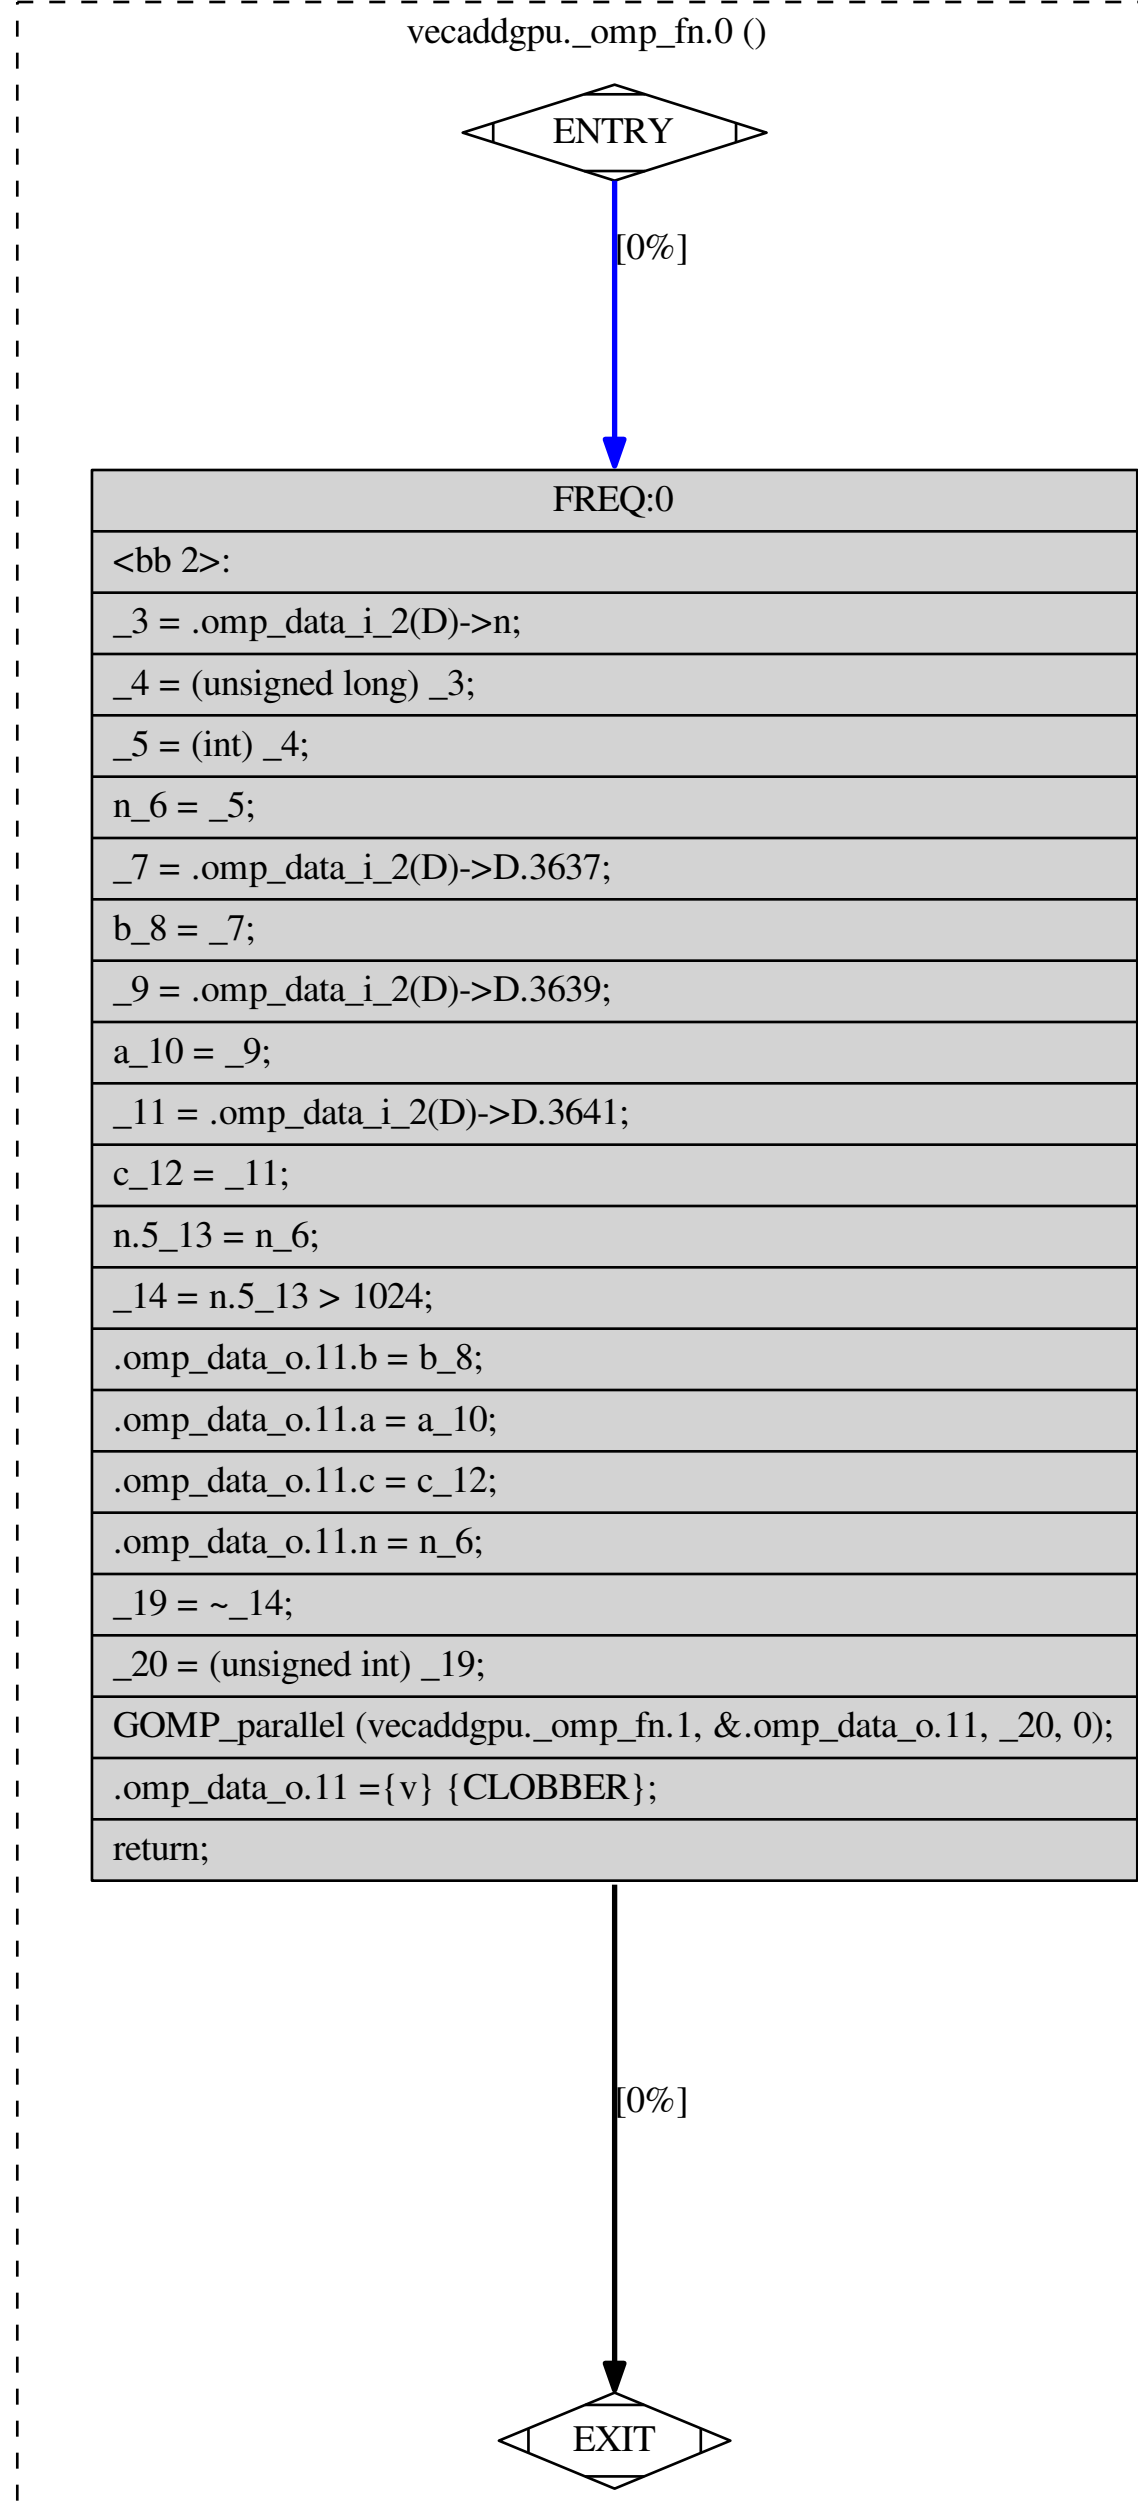 vecaddgpu._omp_fn.0 ()
ENTRY
[0%]
FREQ:0
<bb 2>:
_3 = .omp_data_i_2(D)->n;
_4 = (unsigned long) _3;
_5 = (int) _4;
n_6 = _5;
_7 = .omp_data_i_2(D)->D.3637;
b_8 = _7;
_9 = .omp_data_i_2(D)->D.3639;
a_10 = _9;
_11 = .omp_data_i_2(D)->D.3641;
c_12 = _11;
n.5_13 = n_6;
_14 = n.5_13 > 1024;
.omp_data_o.11.b = b_8;
.omp_data_o.11.a = a_10;
.omp_data_o.11.c = c_12;
.omp_data_o.11.n = n_6;
_19 = ~_14;
_20 = (unsigned int) _19;
GOMP_parallel (vecaddgpu._omp_fn.1, &.omp_data_o.11, _20, 0);
.omp_data_o.11 ={v} {CLOBBER};
return;
[0%]
EXIT